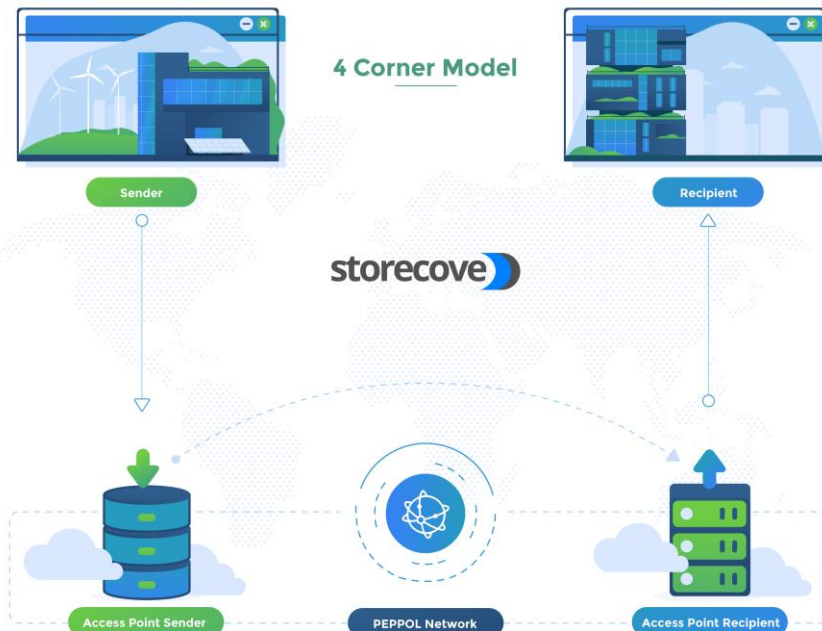 4 Corner Model
Sender
Recipient
storecove
Access Point Sender
PEPPOL Network
Access Point Recipient